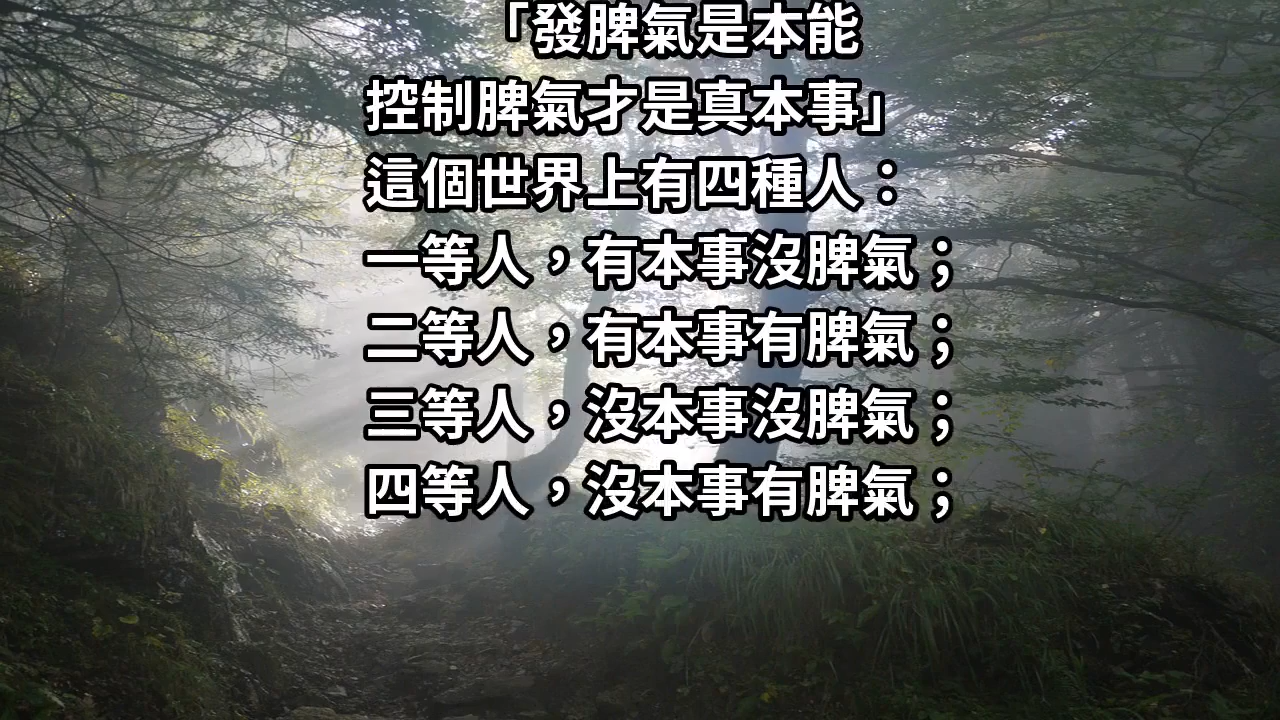 「發脾氣是本能
控制脾氣才是真本事」
這個世界上有四種人：
一等人，有本事沒脾氣；
二等人，有本事有脾氣；
三等人，沒本事沒脾氣；
四等人，沒本事有脾氣；